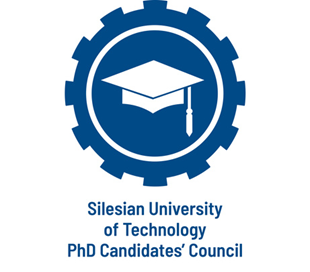 Silesian University
of Technology
PhD Candidates' Council